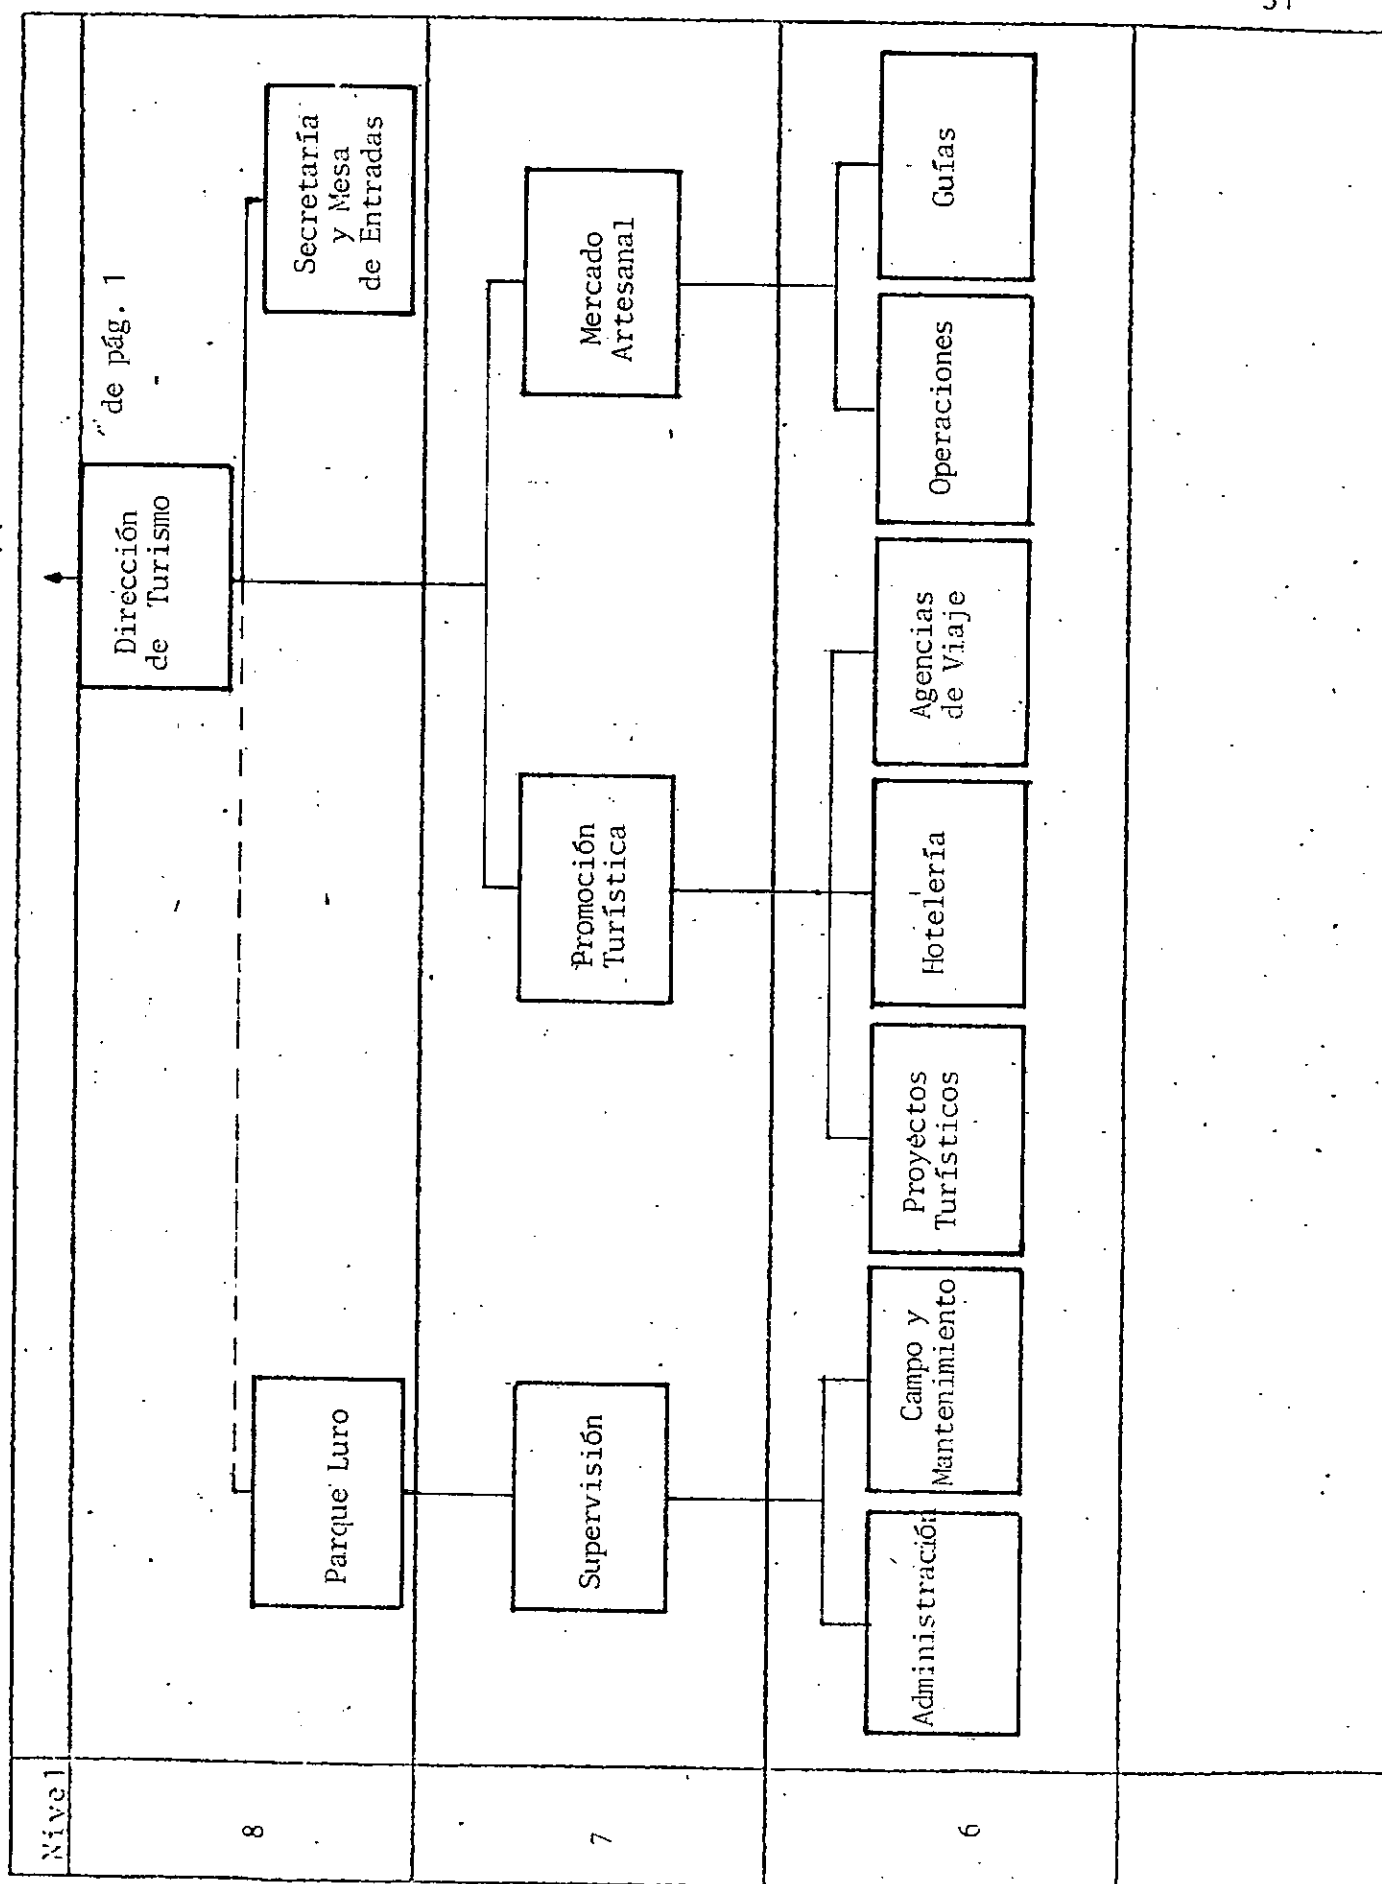 Nivel
de pág. 1
Dirección
de Turismo
8
Parque Luro
Secretaría
y Mesa
de Entradas
7
Supervisión
Promoción
Turística
Mercado
Artesanal
6
Administración
Campo y
Mantenimiento
Proyectos
Turísticos
Hotelería
Agencias
de Viaje
Operaciones
Guías